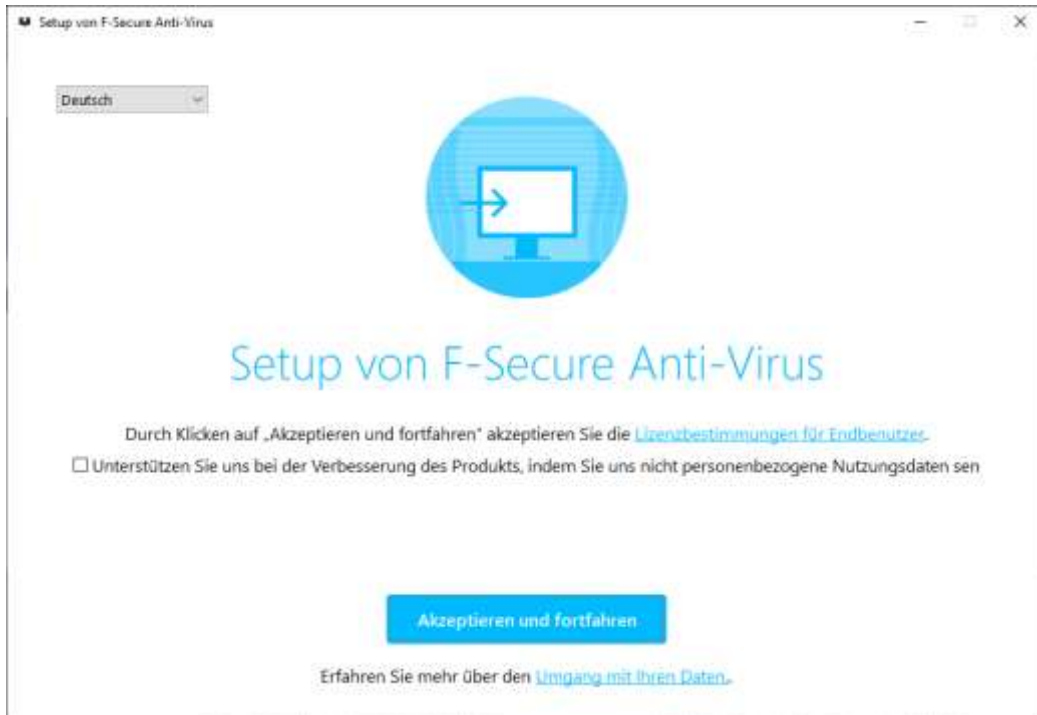 Setup von F-Secure Anti-Virus
Deutsch
Setup von F-Secure Anti-Virus
Durch Klicken auf „Akzeptieren und fortfahren" akzeptieren Sie die Lizenzbestimmungen für Endbenutzer.
Unterstützen Sie uns bei der Verbesserung des Produkts, indem Sie uns nicht personenbezogene Nutzungsdaten sen
Akzeptieren und fortfahren
Erfahren Sie mehr über den Umgang mit Ihren Daten..